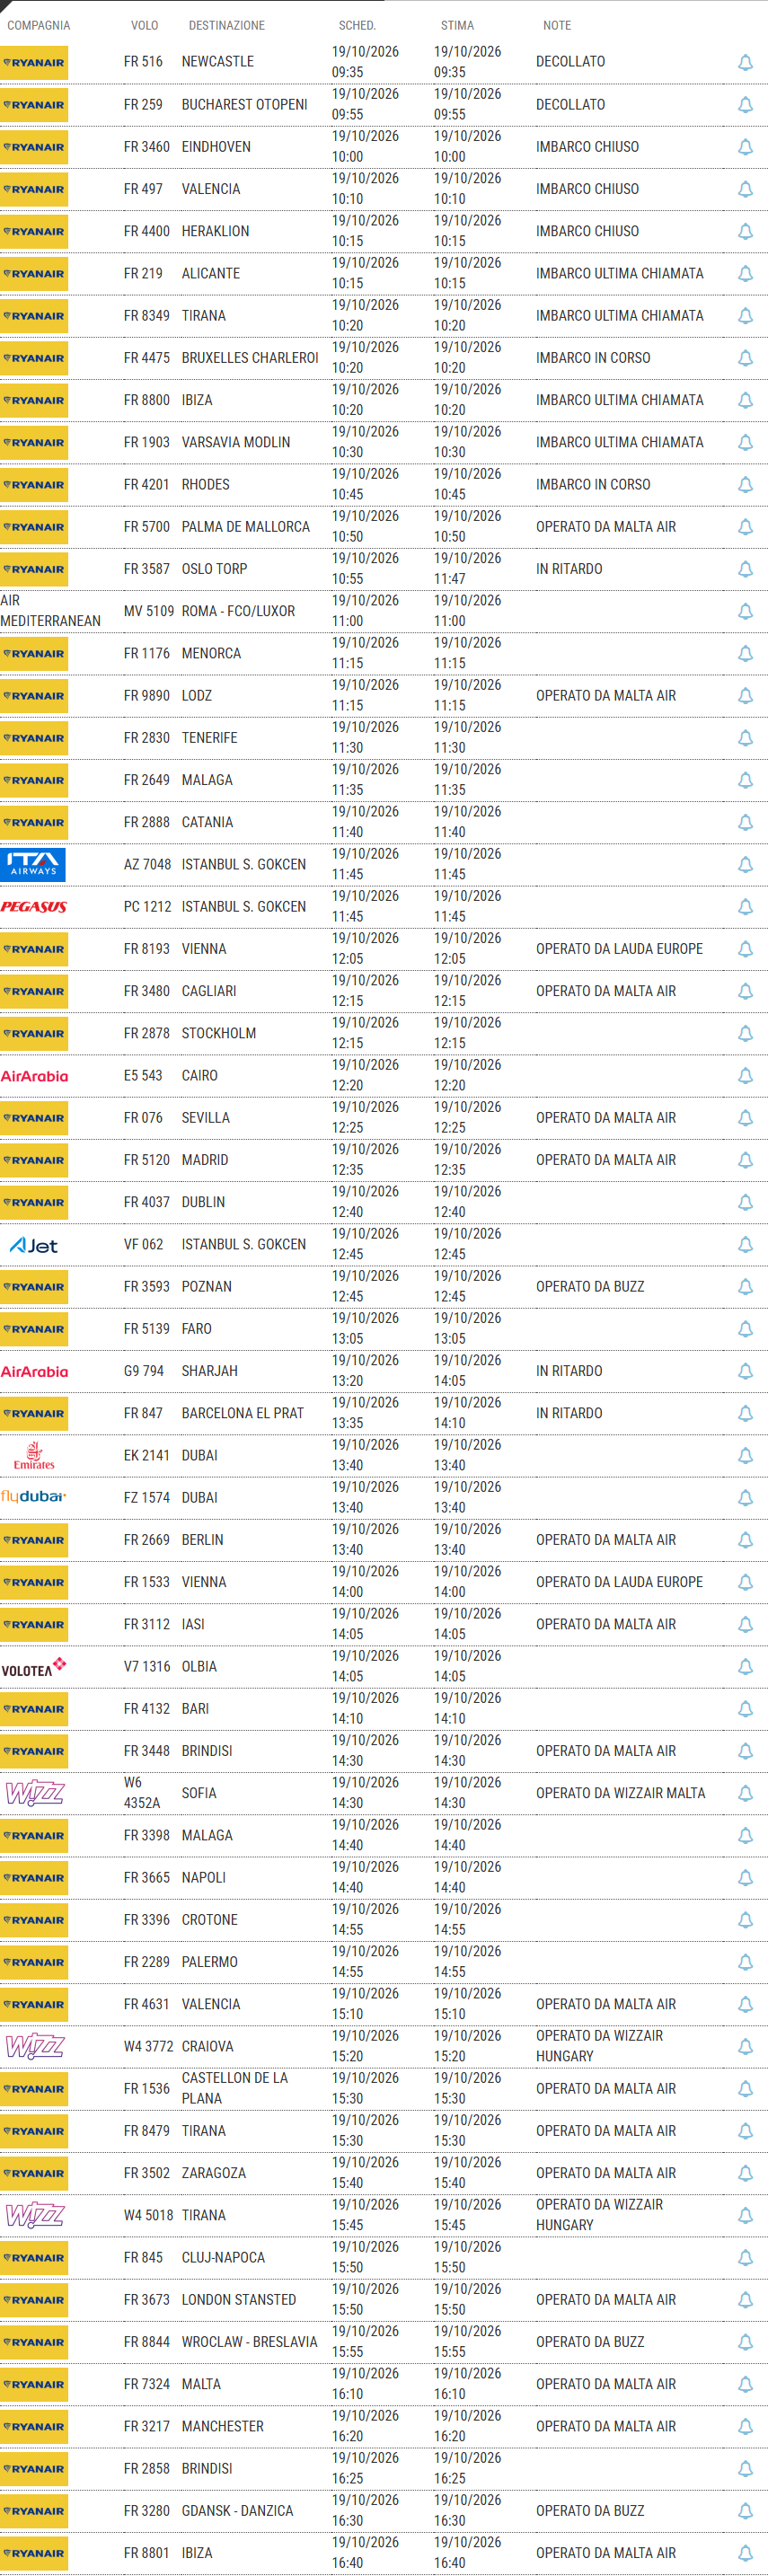 COMPAGNIA VOLO DESTINAZIONE SCHED. STIMA NOTE
RYANAIR FR 516 NEWCASTLE 19/10/2026 09:35 19/10/2026 09:35 DECOLLATO
RYANAIR FR 259 BUCHAREST OTOPENI 19/10/2026 09:55 19/10/2026 09:55 DECOLLATO
RYANAIR FR 3460 EINDHOVEN 19/10/2026 10:00 19/10/2026 10:00 IMBARCO CHIUSO
RYANAIR FR 497 VALENCIA 19/10/2026 10:10 19/10/2026 10:10 IMBARCO CHIUSO
RYANAIR FR 4400 HERAKLION 19/10/2026 10:15 19/10/2026 10:15 IMBARCO CHIUSO
RYANAIR FR 219 ALICANTE 19/10/2026 10:15 19/10/2026 10:15 IMBARCO ULTIMA CHIAMATA
RYANAIR FR 8349 TIRANA 19/10/2026 10:20 19/10/2026 10:20 IMBARCO ULTIMA CHIAMATA
RYANAIR FR 4475 BRUXELLES CHARLEROI 19/10/2026 10:20 19/10/2026 10:20 IMBARCO IN CORSO
RYANAIR FR 8800 IBIZA 19/10/2026 10:20 19/10/2026 10:20 IMBARCO ULTIMA CHIAMATA
RYANAIR FR 1903 VARSAVIA MODLIN 19/10/2026 10:30 19/10/2026 10:30 IMBARCO ULTIMA CHIAMATA
RYANAIR FR 4201 RHODES 19/10/2026 10:45 19/10/2026 10:45 IMBARCO IN CORSO
RYANAIR FR 5700 PALMA DE MALLORCA 19/10/2026 10:50 19/10/2026 10:50 OPERATO DA MALTA AIR
RYANAIR FR 3587 OSLO TORP 19/10/2026 10:55 19/10/2026 11:47 IN RITARDO
AIR MEDITERRANEAN MV 5109 ROMA - FCO/LUXOR 19/10/2026 11:00 19/10/2026 11:00
RYANAIR FR 1176 MENORCA 19/10/2026 11:15 19/10/2026 11:15
RYANAIR FR 9890 LODZ 19/10/2026 11:15 19/10/2026 11:15 OPERATO DA MALTA AIR
RYANAIR FR 2830 TENERIFE 19/10/2026 11:30 19/10/2026 11:30
RYANAIR FR 2649 MALAGA 19/10/2026 11:35 19/10/2026 11:35
RYANAIR FR 2888 CATANIA 19/10/2026 11:40 19/10/2026 11:40
ITA AIRWAYS AZ 7048 ISTANBUL S. GOKCEN 19/10/2026 11:45 19/10/2026 11:45
PEGASUS PC 1212 ISTANBUL S. GOKCEN 19/10/2026 11:45 19/10/2026 11:45
RYANAIR FR 8193 VIENNA 19/10/2026 12:05 19/10/2026 12:05 OPERATO DA LAUDA EUROPE
RYANAIR FR 3480 CAGLIARI 19/10/2026 12:15 19/10/2026 12:15 OPERATO DA MALTA AIR
RYANAIR FR 2878 STOCKHOLM 19/10/2026 12:15 19/10/2026 12:15
AirArabia E5 543 CAIRO 19/10/2026 12:20 19/10/2026 12:20
RYANAIR FR 076 SEVILLA 19/10/2026 12:25 19/10/2026 12:25 OPERATO DA MALTA AIR
RYANAIR FR 5120 MADRID 19/10/2026 12:35 19/10/2026 12:35 OPERATO DA MALTA AIR
RYANAIR FR 4037 DUBLIN 19/10/2026 12:40 19/10/2026 12:40
AJet VF 062 ISTANBUL S. GOKCEN 19/10/2026 12:45 19/10/2026 12:45
RYANAIR FR 3593 POZNAN 19/10/2026 12:45 19/10/2026 12:45 OPERATO DA BUZZ
RYANAIR FR 5139 FARO 19/10/2026 13:05 19/10/2026 13:05
AirArabia G9 794 SHARJAH 19/10/2026 13:20 19/10/2026 14:05 IN RITARDO
RYANAIR FR 847 BARCELONA EL PRAT 19/10/2026 13:35 19/10/2026 14:10 IN RITARDO
Emirates EK 2141 DUBAI 19/10/2026 13:40 19/10/2026 13:40
flydubai FZ 1574 DUBAI 19/10/2026 13:40 19/10/2026 13:40
RYANAIR FR 2669 BERLIN 19/10/2026 13:40 19/10/2026 13:40 OPERATO DA MALTA AIR
RYANAIR FR 1533 VIENNA 19/10/2026 14:00 19/10/2026 14:00 OPERATO DA LAUDA EUROPE
RYANAIR FR 3112 IASI 19/10/2026 14:05 19/10/2026 14:05 OPERATO DA MALTA AIR
VOLOTEA V7 1316 OLBIA 19/10/2026 14:05 19/10/2026 14:05
RYANAIR FR 4132 BARI 19/10/2026 14:10 19/10/2026 14:10
RYANAIR FR 3448 BRINDISI 19/10/2026 14:30 19/10/2026 14:30 OPERATO DA MALTA AIR
WIZZ W6 4352A SOFIA 19/10/2026 14:30 19/10/2026 14:30 OPERATO DA WIZZAIR MALTA
RYANAIR FR 3398 MALAGA 19/10/2026 14:40 19/10/2026 14:40
RYANAIR FR 3665 NAPOLI 19/10/2026 14:40 19/10/2026 14:40
RYANAIR FR 3396 CROTONE 19/10/2026 14:55 19/10/2026 14:55
RYANAIR FR 2289 PALERMO 19/10/2026 14:55 19/10/2026 14:55
RYANAIR FR 4631 VALENCIA 19/10/2026 15:10 19/10/2026 15:10 OPERATO DA MALTA AIR
WIZZ W4 3772 CRAIOVA 19/10/2026 15:20 19/10/2026 15:20 OPERATO DA WIZZAIR HUNGARY
RYANAIR FR 1536 CASTELLON DE LA PLANA 19/10/2026 15:30 19/10/2026 15:30 OPERATO DA MALTA AIR
RYANAIR FR 8479 TIRANA 19/10/2026 15:30 19/10/2026 15:30 OPERATO DA MALTA AIR
RYANAIR FR 3502 ZARAGOZA 19/10/2026 15:40 19/10/2026 15:40 OPERATO DA MALTA AIR
WIZZ W4 5018 TIRANA 19/10/2026 15:45 19/10/2026 15:45 OPERATO DA WIZZAIR HUNGARY
RYANAIR FR 845 CLUJ-NAPOCA 19/10/2026 15:50 19/10/2026 15:50
RYANAIR FR 3673 LONDON STANSTED 19/10/2026 15:50 19/10/2026 15:50 OPERATO DA MALTA AIR
RYANAIR FR 8844 WROCLAW - BRESLAVIA 19/10/2026 15:55 19/10/2026 15:55 OPERATO DA BUZZ
RYANAIR FR 7324 MALTA 19/10/2026 16:10 19/10/2026 16:10 OPERATO DA MALTA AIR
RYANAIR FR 3217 MANCHESTER 19/10/2026 16:20 19/10/2026 16:20 OPERATO DA MALTA AIR
RYANAIR FR 2858 BRINDISI 19/10/2026 16:25 19/10/2026 16:25
RYANAIR FR 3280 GDANSK - DANZICA 19/10/2026 16:30 19/10/2026 16:30 OPERATO DA BUZZ
RYANAIR FR 8801 IBIZA 19/10/2026 16:40 19/10/2026 16:40 OPERATO DA MALTA AIR